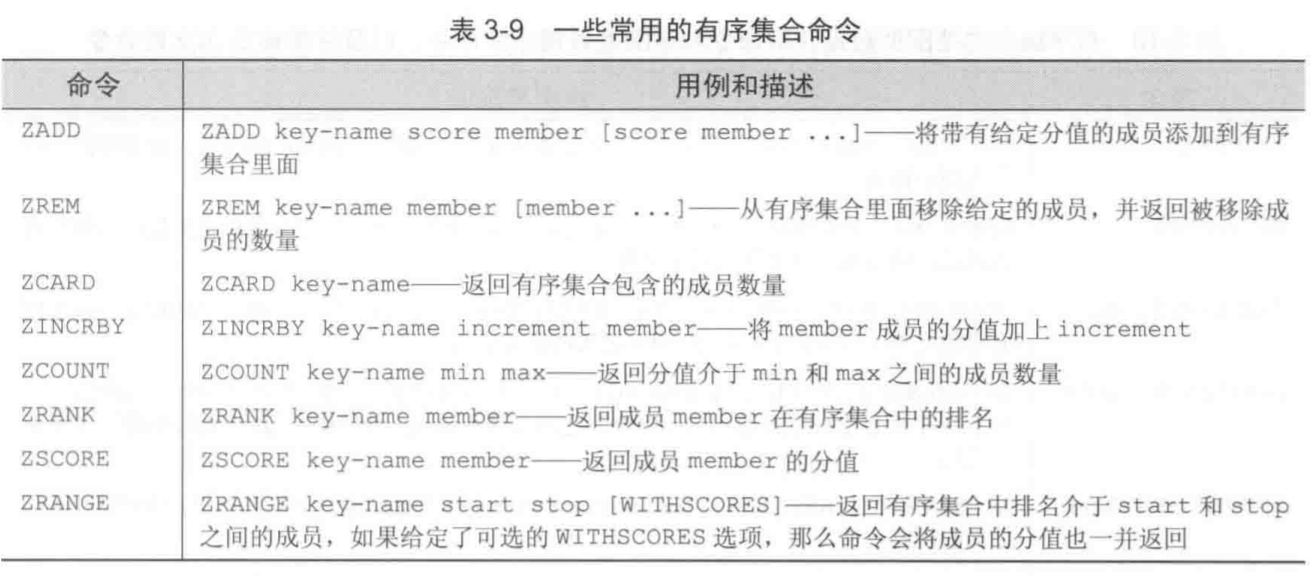 表 3-9 一些常用的有序集合命令
命令 用例和描述
ZADD ZADD key-name score member [score member ...]——将带有给定分值的成员添加到有序
集合里面
ZREM ZREM key-name member [member ...]——从有序集合里面移除给定的成员，并返回被移除成
员的数量
ZCARD ZCARD key-name——返回有序集合包含的成员数量
ZINCRBY ZINCRBY key-name increment member——将 member 成员的分值加上 increment
ZCOUNT ZCOUNT key-name min max——返回分值介于 min 和 max 之间的成员数量
ZRANK ZRANK key-name member——返回成员 member 在有序集合中的排名
ZSCORE ZSCORE key-name member——返回成员 member 的分值
ZRANGE ZRANGE key-name start stop [WITHSCORES]——返回有序集合中排名介于 start 和 stop
之间的成员，如果给定了可选的 WITHSCORES 选项，那么命令会将成员的分值也一并返回